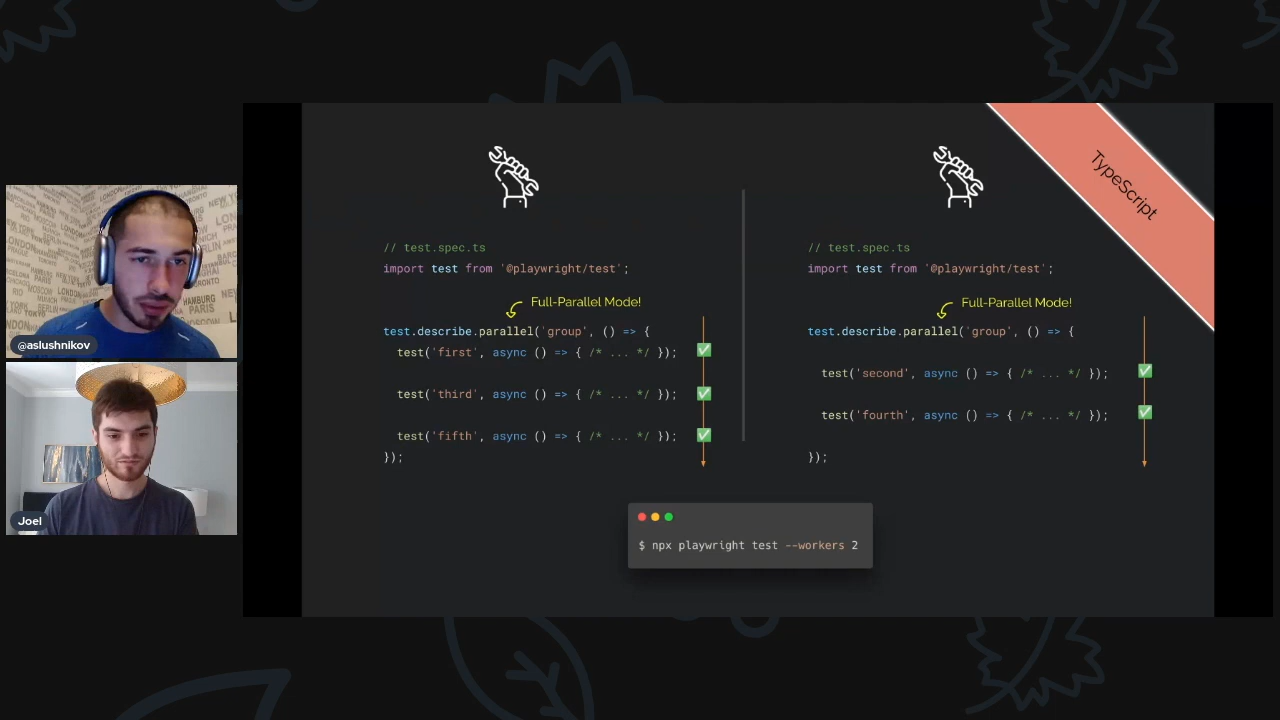 TypeScript
// test.spec.ts
import test from '@playwright/test';
Full-Parallel Mode!
test.describe.parallel('group', () => {
test('first', async () => { /* ... */ });
test('third', async () => { /* ... */ });
test('fifth', async () => { /* ... */ });
});
// test.spec.ts
import test from '@playwright/test';
Full-Parallel Mode!
test.describe.parallel('group', () => {
test('second', async () => { /* ... */ });
test('fourth', async () => { /* ... */ });
});
$ npx playwright test --workers 2
@aslushnikov
Joel